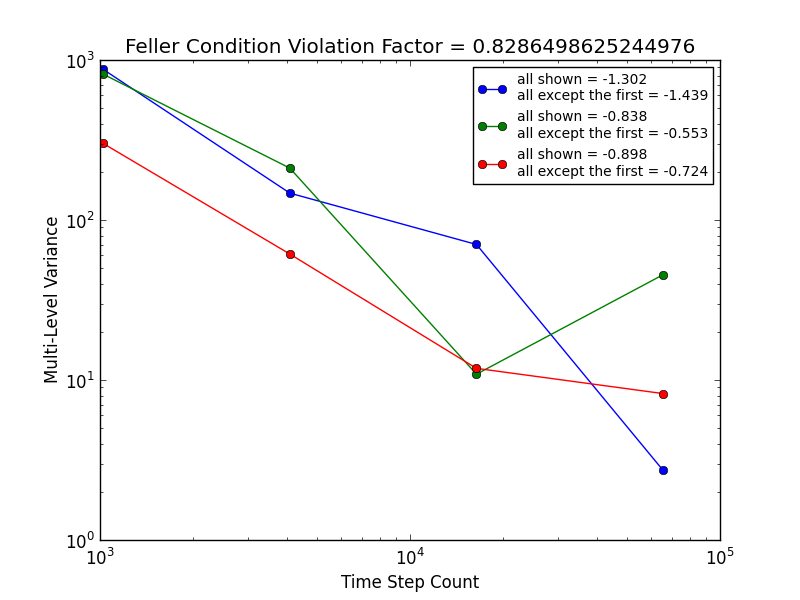 Feller Condition Violation Factor = 0.8286498625244976
all shown = -1.302
all except the first = -1.439
all shown = -0.838
all except the first = -0.553
all shown = -0.898
all except the first = -0.724
Multi-Level Variance
10^3
10^2
10^1
10^0
10^3
10^4
10^5
Time Step Count